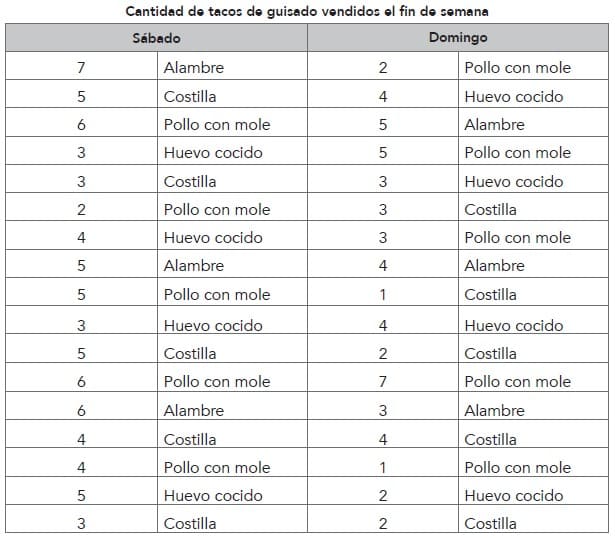 Cantidad de tacos de guisado vendidos el fin de semana
Sábado Domingo
7 Alambre 2 Pollo con mole
5 Costilla 4 Huevo cocido
6 Pollo con mole 5 Alambre
3 Huevo cocido 5 Pollo con mole
3 Costilla 3 Huevo cocido
2 Pollo con mole 3 Costilla
4 Huevo cocido 3 Pollo con mole
5 Alambre 4 Alambre
5 Pollo con mole 1 Costilla
3 Huevo cocido 4 Huevo cocido
5 Costilla 2 Costilla
6 Pollo con mole 7 Pollo con mole
6 Alambre 3 Alambre
4 Costilla 4 Costilla
4 Pollo con mole 1 Pollo con mole
5 Huevo cocido 2 Huevo cocido
3 Costilla 2 Costilla